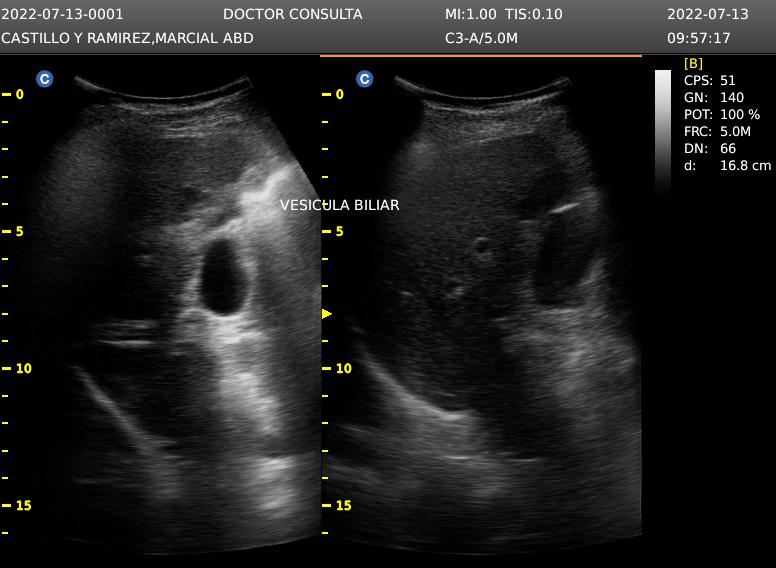 2022-07-13-0001 DOCTOR CONSULTA MI:1.00 TIS:0.10 2022-07-13
CASTILLO Y RAMIREZ,MARCIAL ABD C3-A/5.0M 09:57:17
[B]
CPS: 51
GN: 140
POT: 100 %
FRC: 5.0M
DN: 66
d: 16.8 cm
C C
0 0
VESICULA BILIAR
5 5
10 10
15 15